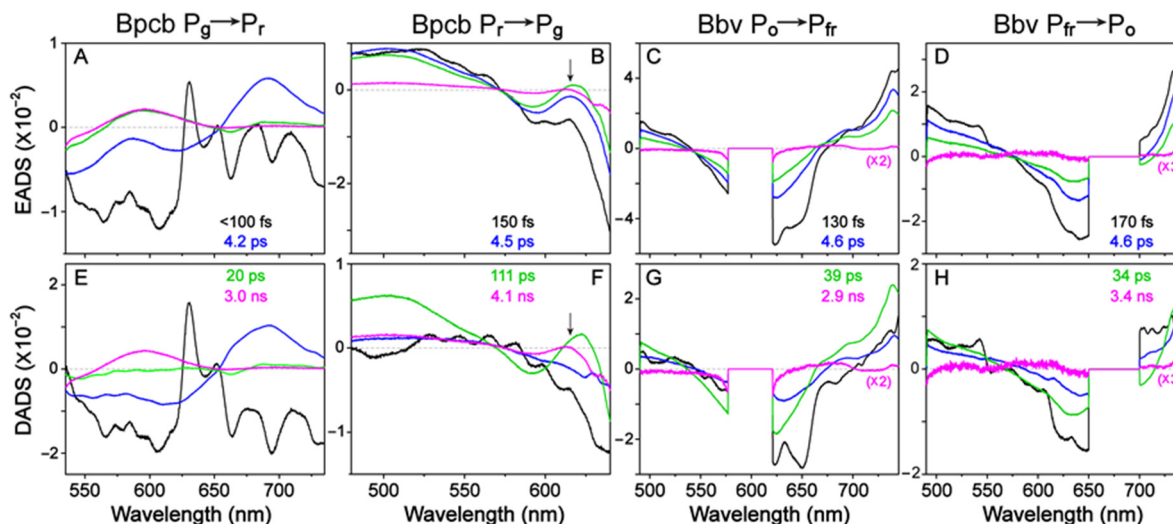 Bpcb Pg→Pr
Bpcb Pr→Pg
Bbv Po→Pfr
Bbv Pfr→Po
EADS (×10⁻²)
A
1
0
−1
<100 fs
4.2 ps
B
0
−2
150 fs
4.5 ps
C
4
0
−4
(×2)
130 fs
4.6 ps
D
2
0
−2
(×3
170 fs
4.6 ps
DADS (×10⁻²)
E
2
0
−2
20 ps
3.0 ns
F
1
0
−1
111 ps
4.1 ns
G
2
0
−2
39 ps
2.9 ns
(×2)
H
2
0
−2
34 ps
3.4 ns
(×3
550 600 650 700
500 550 600
500 550 600 650 700
500 550 600 650 700
Wavelength (nm)
Wavelength (nm)
Wavelength (nm)
Wavelength (nm)